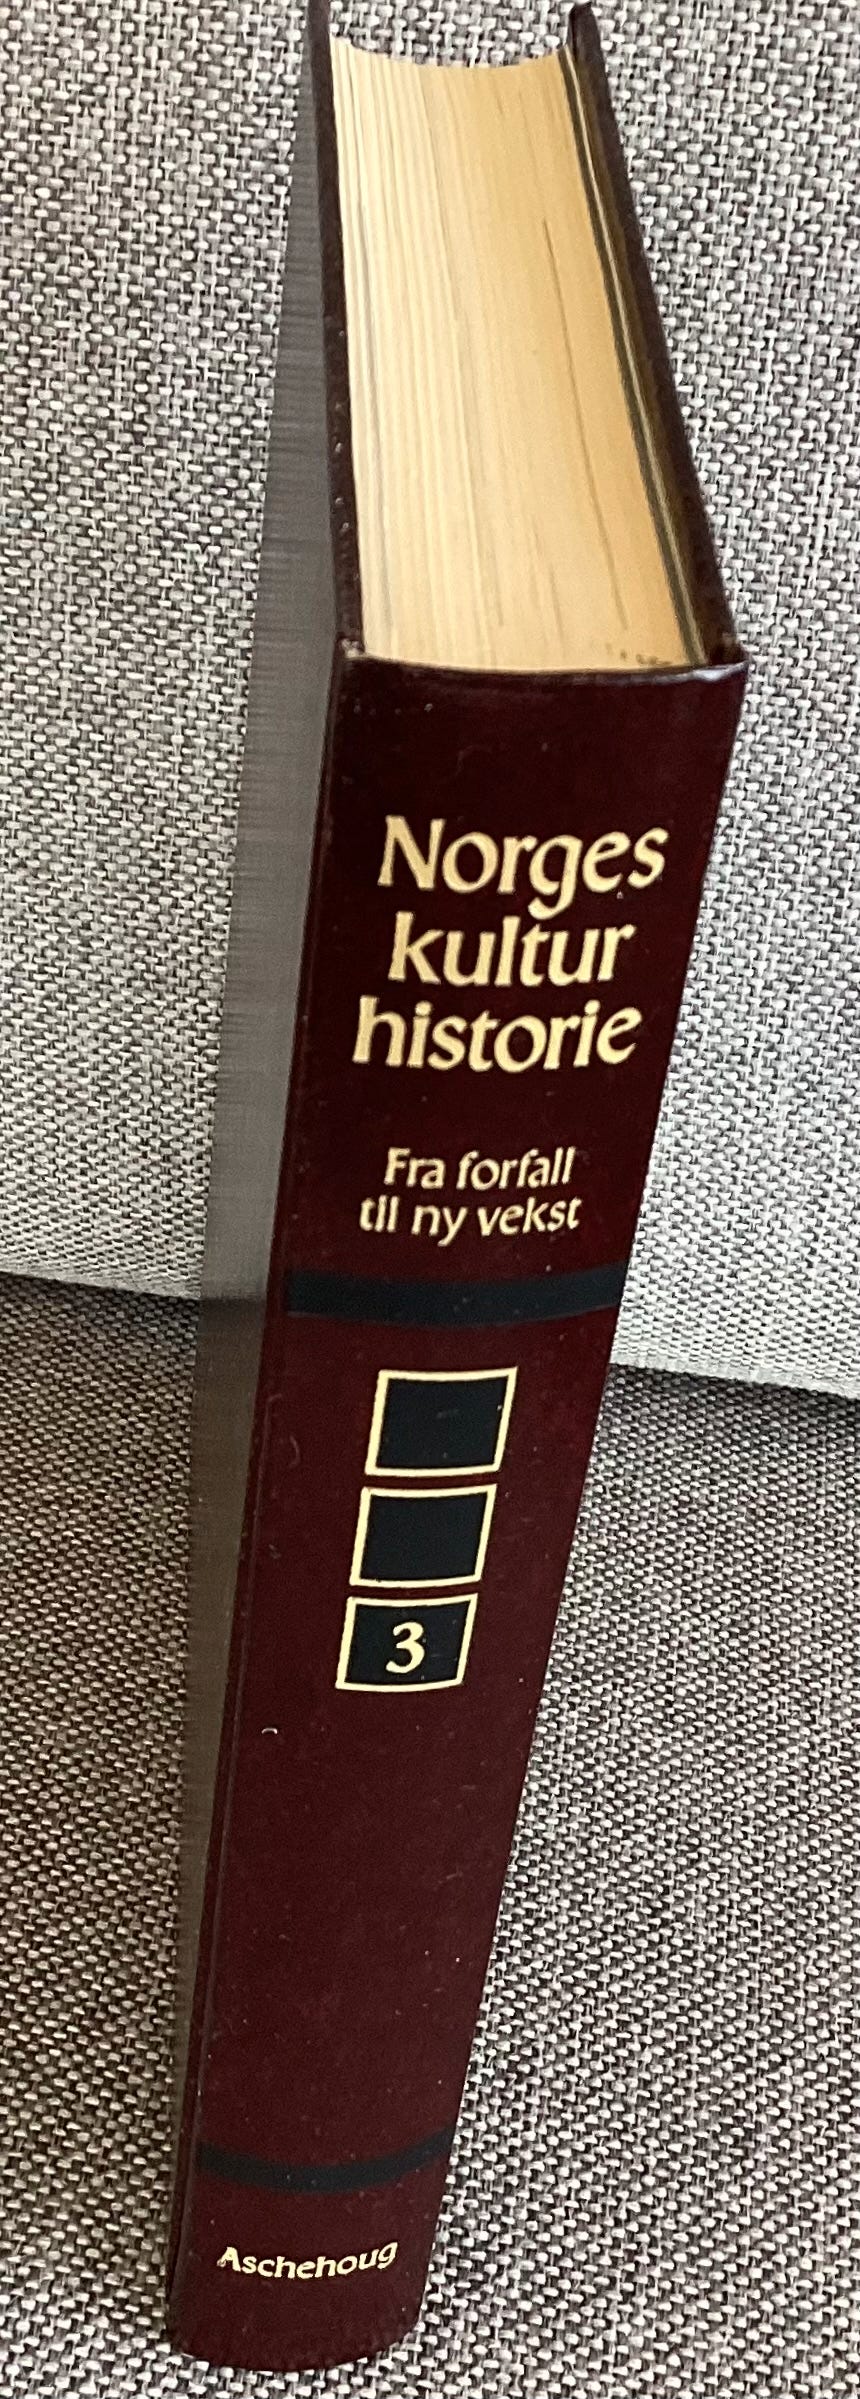 Norges
kultur
historie
Fra forfall
til ny vekst
3
Aschehoug